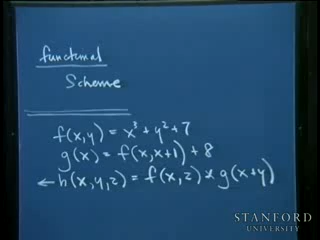 functional
Scheme
f(x,y) = x³ + y² + 7
g(x) = f(x,x+1) + 8
← h(x,y,z) = f(x,z) * g(x+y)
STANFORD
UNIVERSITY